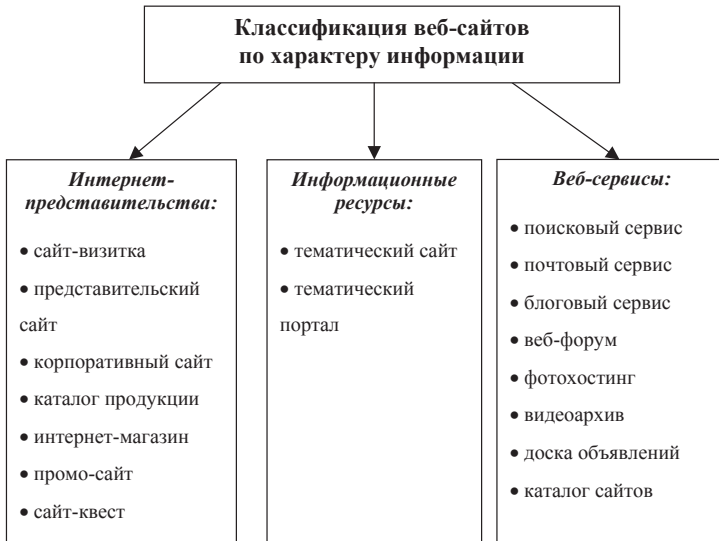 Классификация веб-сайтов
по характеру информации
Интернет-
представительства:
• сайт-визитка
• представительский
сайт
• корпоративный сайт
• каталог продукции
• интернет-магазин
• промо-сайт
• сайт-квест
Информационные
ресурсы:
• тематический сайт
• тематический
портал
Веб-сервисы:
• поисковый сервис
• почтовый сервис
• блоговый сервис
• веб-форум
• фотохостинг
• видеоархив
• доска объявлений
• каталог сайтов